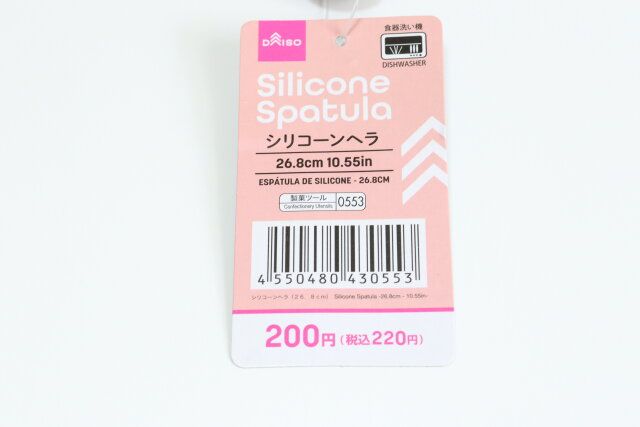 DAISO
食器洗い機
DISHWASHER
Silicone
Spatula
シリコーンヘラ
26.8cm 10.55in
ESPÁTULA DE SILICONE - 26.8CM
製菓ツール
Confectionery Utensils
0553
4 550480 430553
シリコーンヘラ（26．8cm） Silicone Spatula -26.8cm - 10.55in-
200円(税込220円)